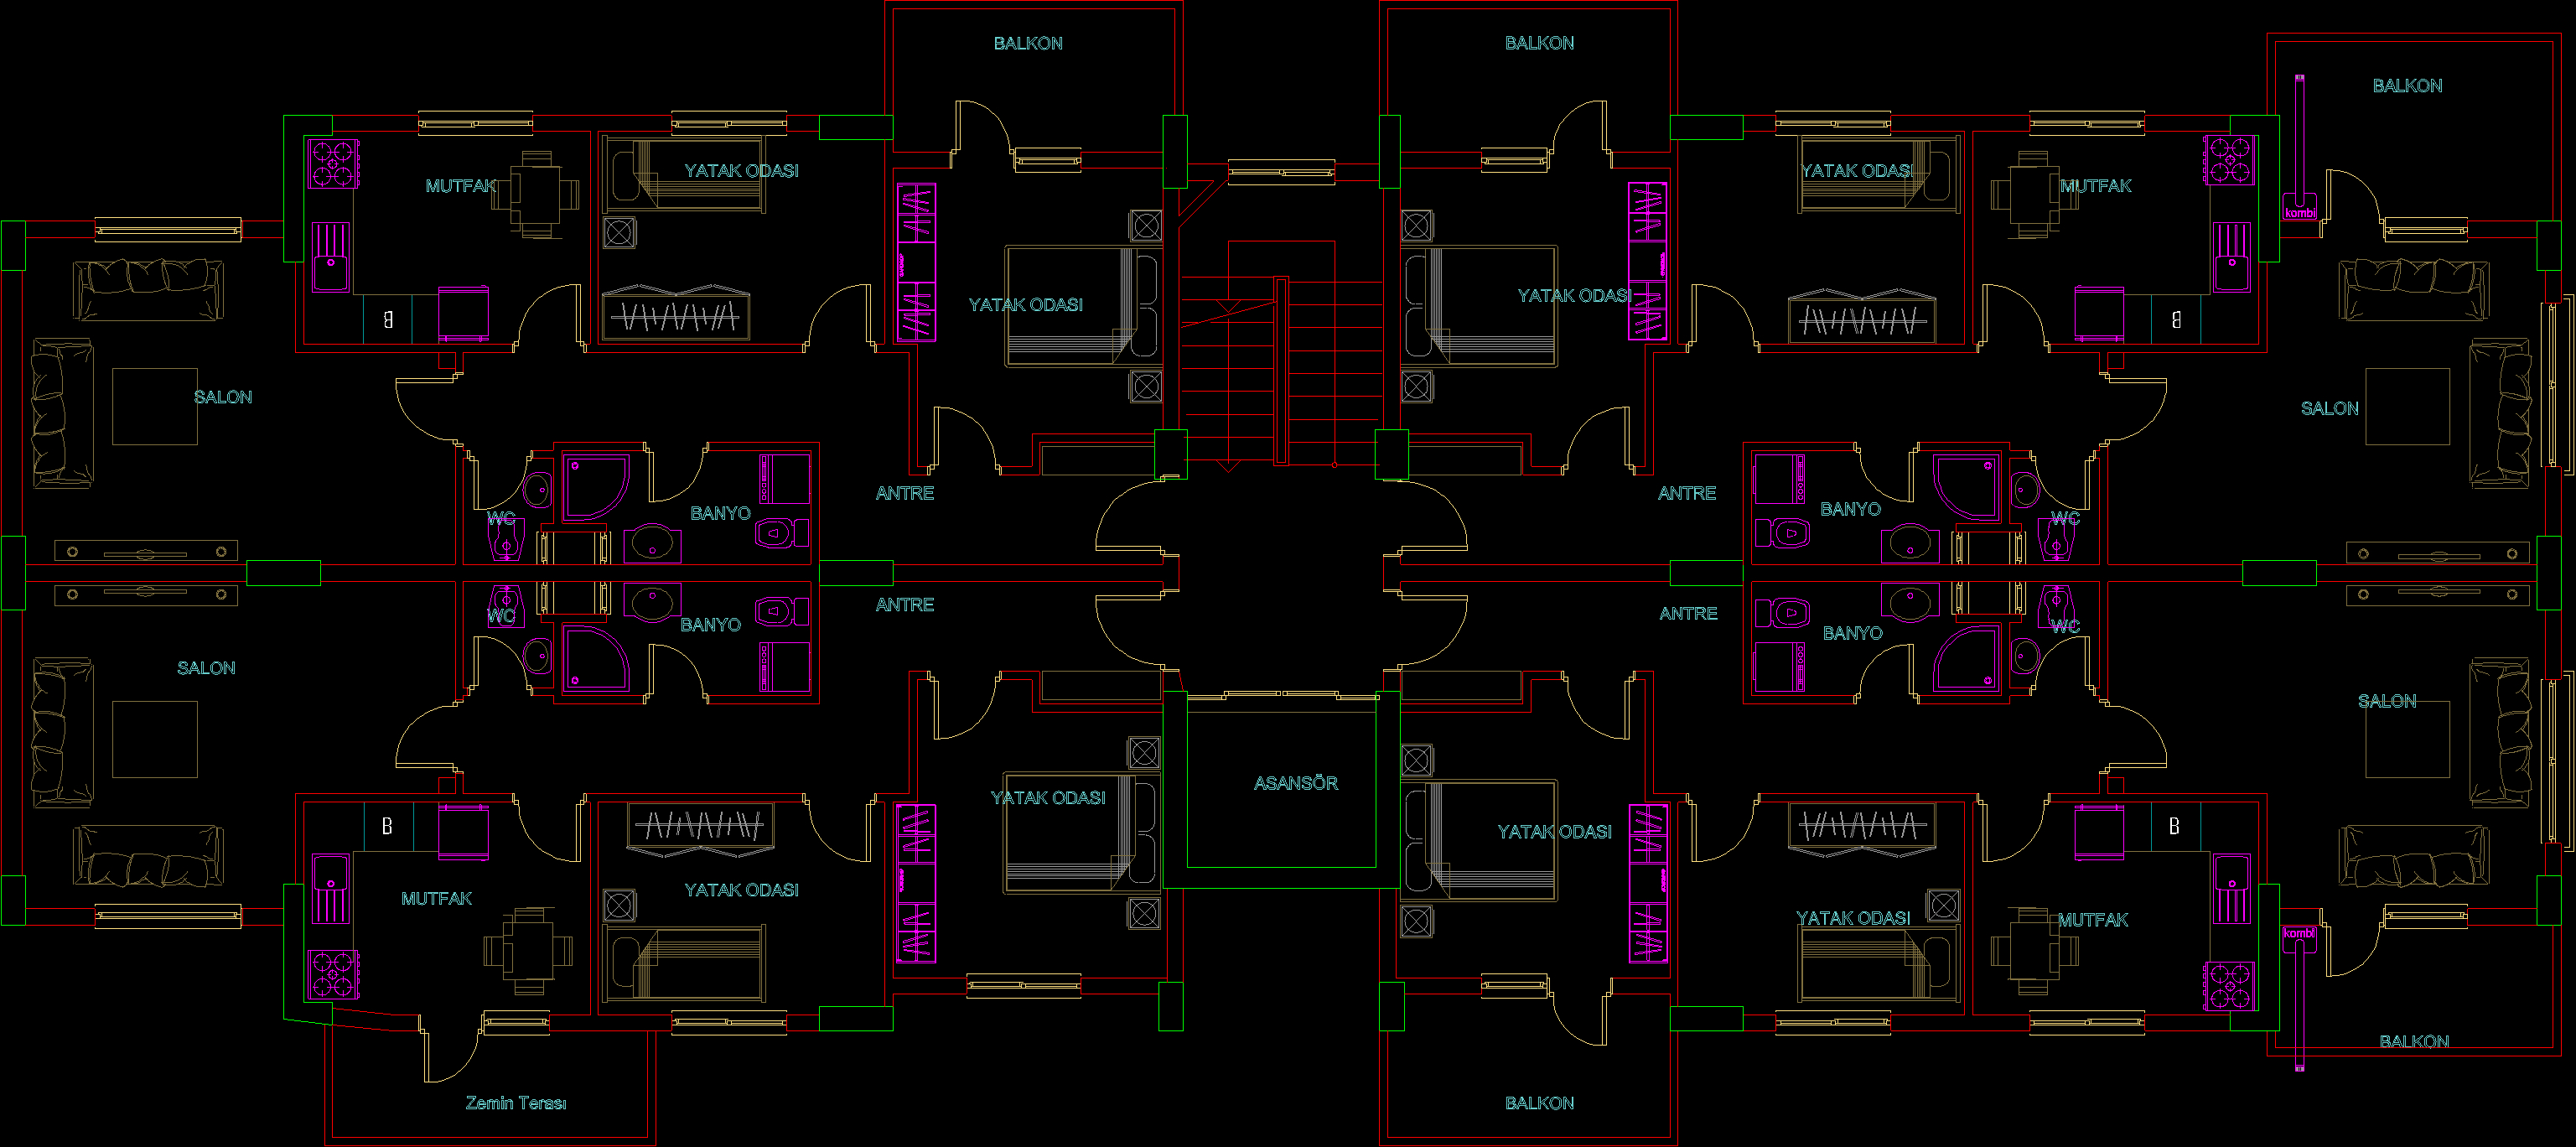 BALKON
BALKON
BALKON
MUTFAK
YATAK ODASI
YATAK ODASI
MUTFAK
kombi
YATAK ODASI
YATAK ODASI
B
B
SALON
SALON
ANTRE
ANTRE
WC
BANYO
BANYO
WC
WC
BANYO
ANTRE
ANTRE
BANYO
WC
SALON
SALON
ASANSÖR
YATAK ODASI
YATAK ODASI
B
B
MUTFAK
YATAK ODASI
YATAK ODASI
MUTFAK
kombi
BALKON
Zemin Terası
BALKON